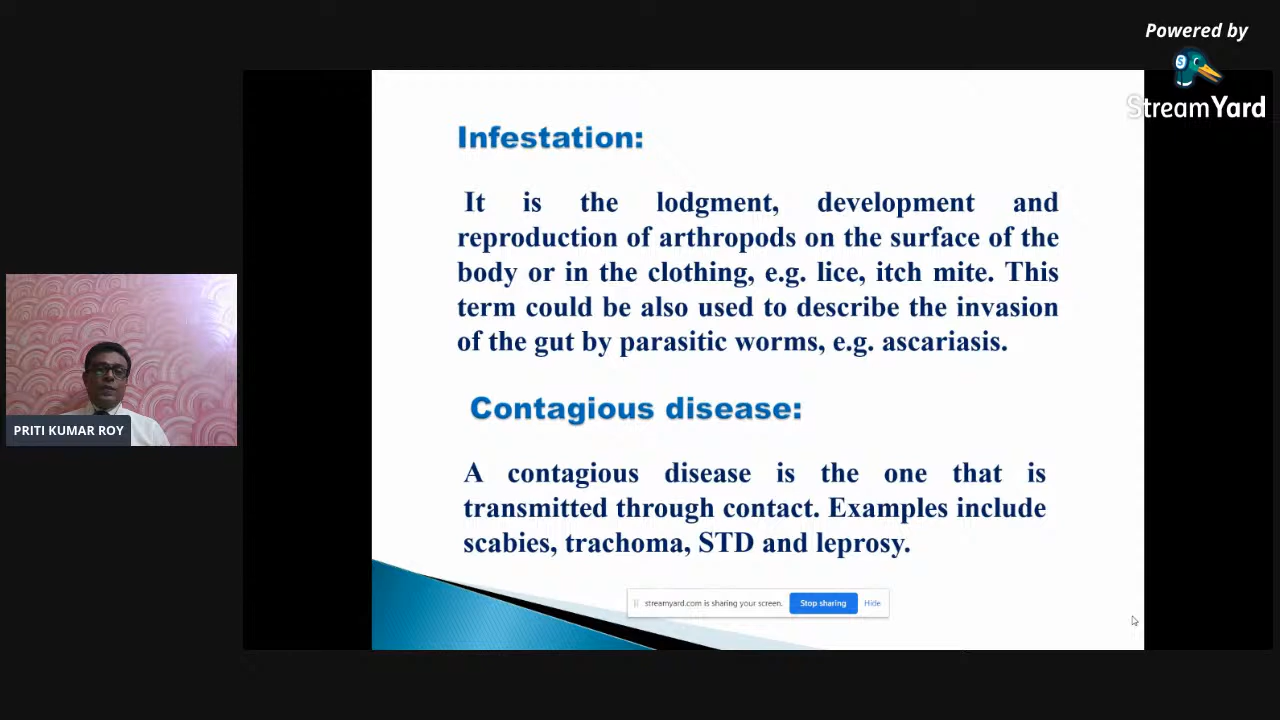 Powered by
StreamYard
Infestation:
It is the lodgment, development and
reproduction of arthropods on the surface of the
body or in the clothing, e.g. lice, itch mite. This
term could be also used to describe the invasion
of the gut by parasitic worms, e.g. ascariasis.
Contagious disease:
A contagious disease is the one that is
transmitted through contact. Examples include
scabies, trachoma, STD and leprosy.
PRITI KUMAR ROY
streamyard.com is sharing your screen. Stop sharing Hide